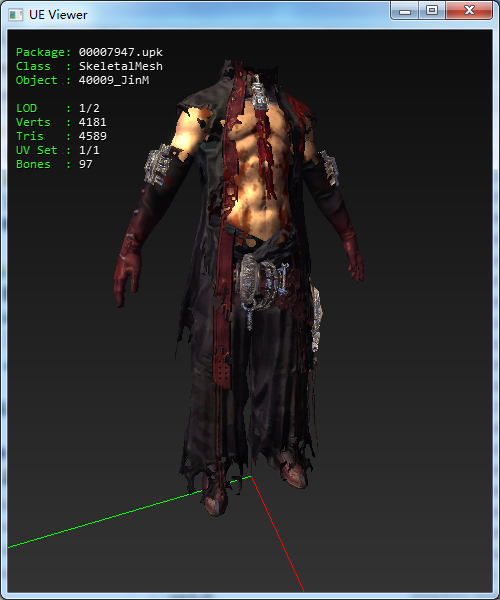 UE Viewer
Package: 00007947.upk
Class : SkeletalMesh
Object : 40009_JinM
LOD : 1/2
Verts : 4181
Tris : 4589
UV Set : 1/1
Bones : 97